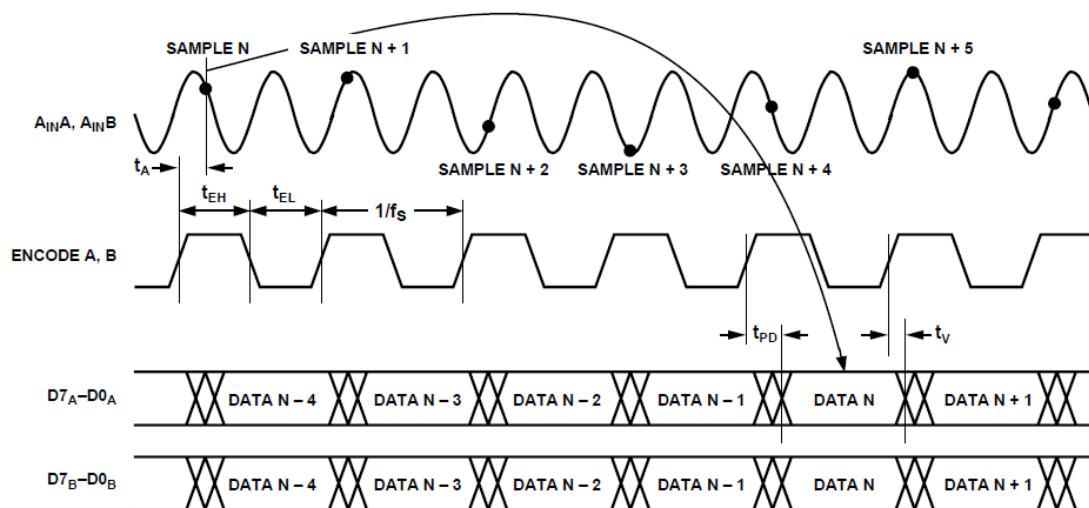 SAMPLE N
SAMPLE N + 1
SAMPLE N + 5
AINA, AINB
SAMPLE N + 2
SAMPLE N + 3
SAMPLE N + 4
tA
tEH
tEL
1/fS
ENCODE A, B
tPD
tV
D7A–D0A
DATA N – 4
DATA N – 3
DATA N – 2
DATA N – 1
DATA N
DATA N + 1
D7B–D0B
DATA N – 4
DATA N – 3
DATA N – 2
DATA N – 1
DATA N
DATA N + 1